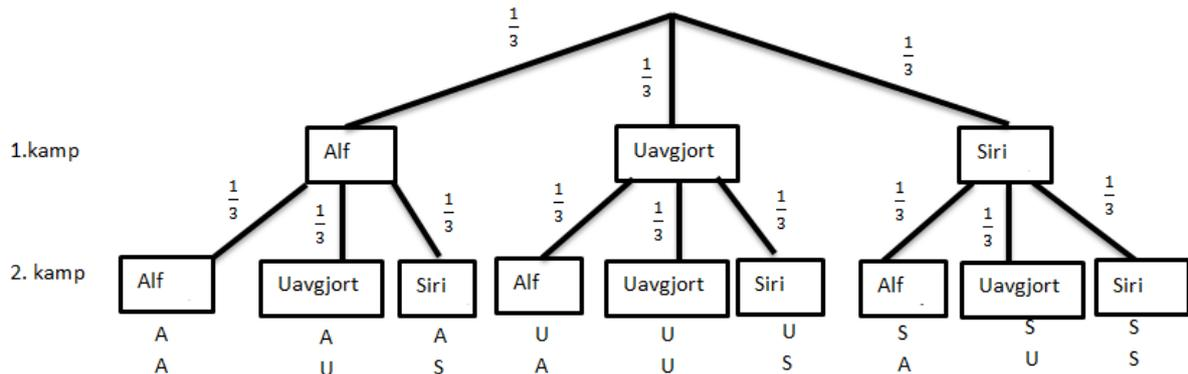 1/3 1/3 1/3
1.kamp Alf Uavgjort Siri
1/3 1/3 1/3 1/3 1/3 1/3 1/3 1/3 1/3
2. kamp Alf Uavgjort Siri Alf Uavgjort Siri Alf Uavgjort Siri
A A A U U U S S S
A U S A U S A U S